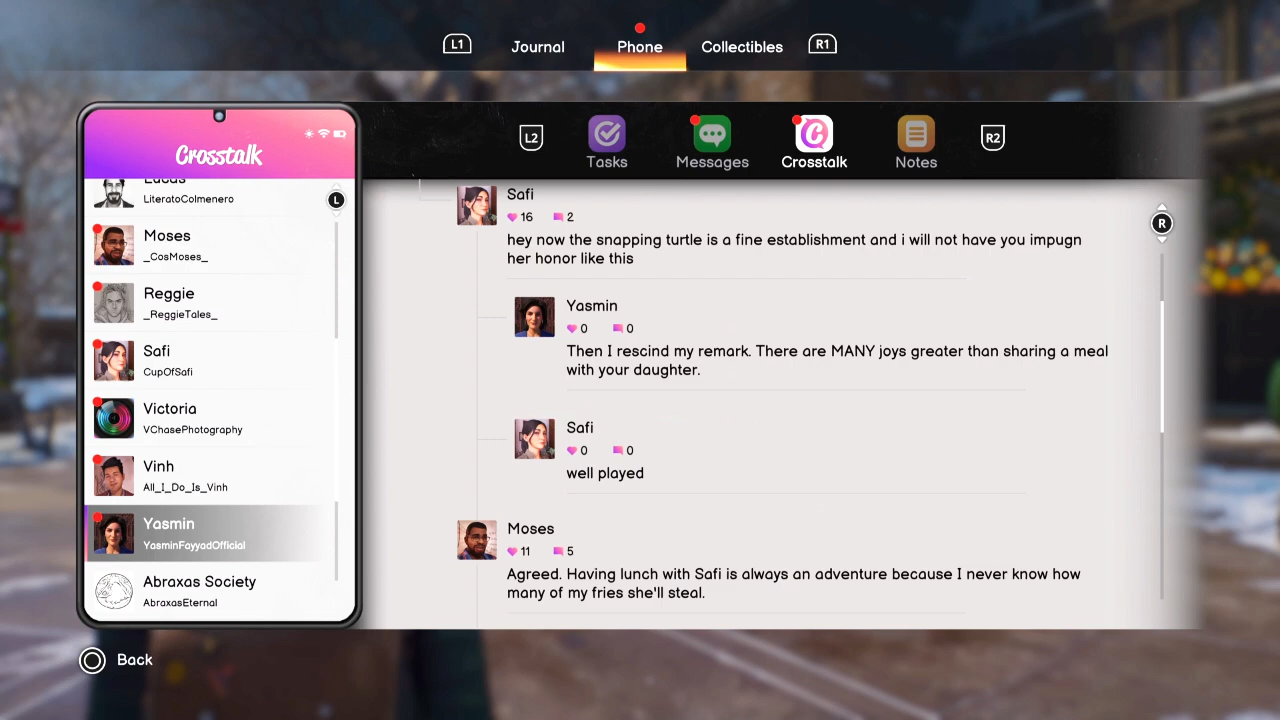 L1
Journal
Phone
Collectibles
R1
Crosstalk
L2
Tasks
Messages
Crosstalk
Notes
R2
Lucas
LiteratoColmenero
L
Moses
_CosMoses_
Reggie
_ReggieTales_
Safi
CupOfSafi
Victoria
VChasePhotography
Vinh
All_I_Do_Is_Vinh
Yasmin
YasminFayyadOfficial
Abraxas Society
AbraxasEternal
Safi
16 2
hey now the snapping turtle is a fine establishment and i will not have you impugn
her honor like this
R
Yasmin
0 0
Then I rescind my remark. There are MANY joys greater than sharing a meal
with your daughter.
Safi
0 0
well played
Moses
11 5
Agreed. Having lunch with Safi is always an adventure because I never know how
many of my fries she'll steal.
Back